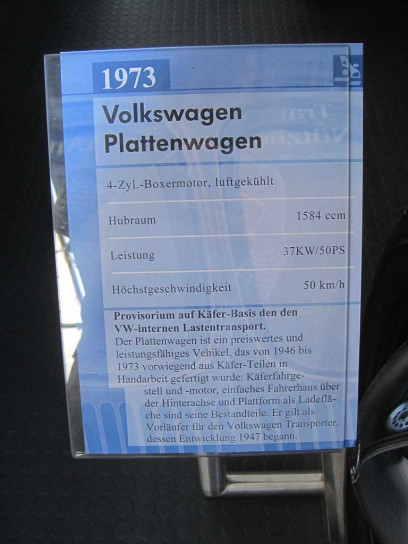 1973
Volkswagen
Plattenwagen
4-Zyl.-Boxermotor, luftgekühlt
Hubraum 1584 ccm
Leistung 37KW/50PS
Höchstgeschwindigkeit 50 km/h
Provisorium auf Käfer-Basis den den
VW-internen Lastentransport.
Der Plattenwagen ist ein preiswertes und
leistungsfähiges Vehikel, das von 1946 bis
1973 vorwiegend aus Käfer-Teilen in
Handarbeit gefertigt wurde: Käferfahrge-
stell und -motor, einfaches Fahrerhaus über
der Hinterachse und Plattform als Ladeflä-
che sind seine Bestandteile. Er gilt als
Vorläufer für den Volkswagen Transporter,
dessen Entwicklung 1947 begann.